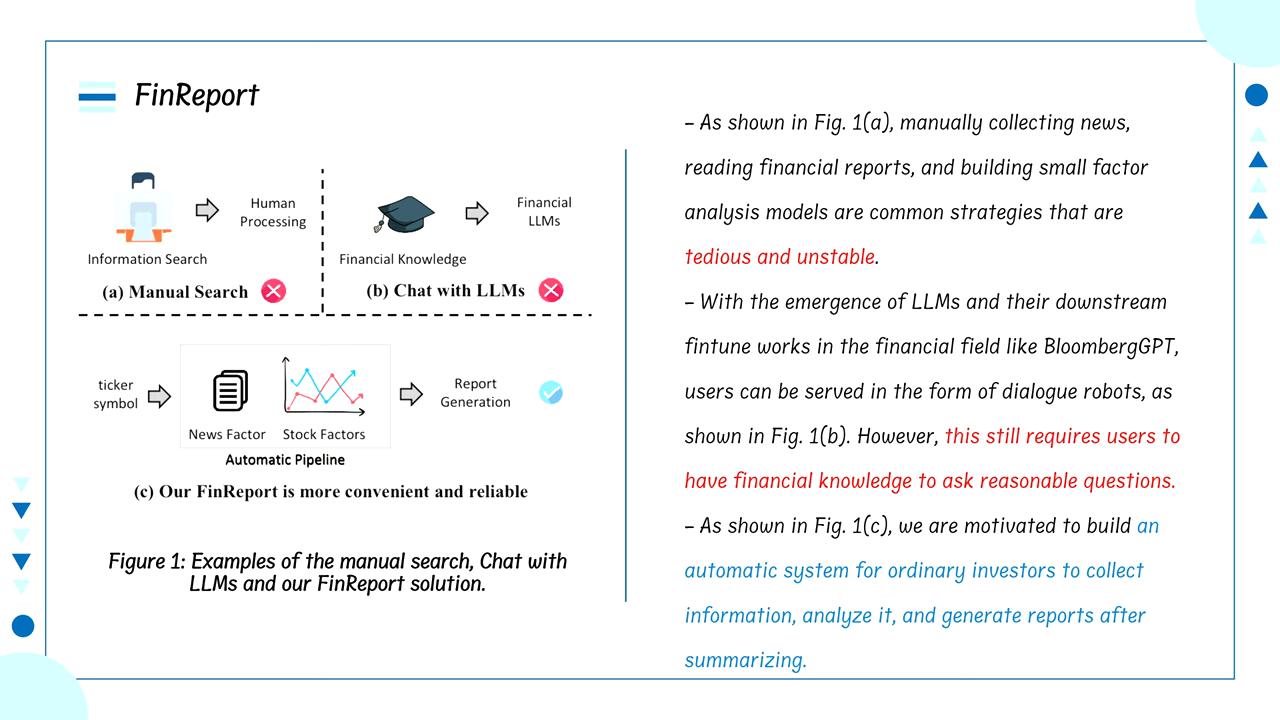 FinReport
Information Search
Human
Processing
(a) Manual Search
Financial Knowledge
Financial
LLMs
(b) Chat with LLMs
ticker
symbol
News Factor
Stock Factors
Automatic Pipeline
Report
Generation
(c) Our FinReport is more convenient and reliable
Figure 1: Examples of the manual search, Chat with
LLMs and our FinReport solution.
– As shown in Fig. 1(a), manually collecting news,
reading financial reports, and building small factor
analysis models are common strategies that are
tedious and unstable.
– With the emergence of LLMs and their downstream
fintune works in the financial field like BloombergGPT,
users can be served in the form of dialogue robots, as
shown in Fig. 1(b). However, this still requires users to
have financial knowledge to ask reasonable questions.
– As shown in Fig. 1(c), we are motivated to build an
automatic system for ordinary investors to collect
information, analyze it, and generate reports after
summarizing.